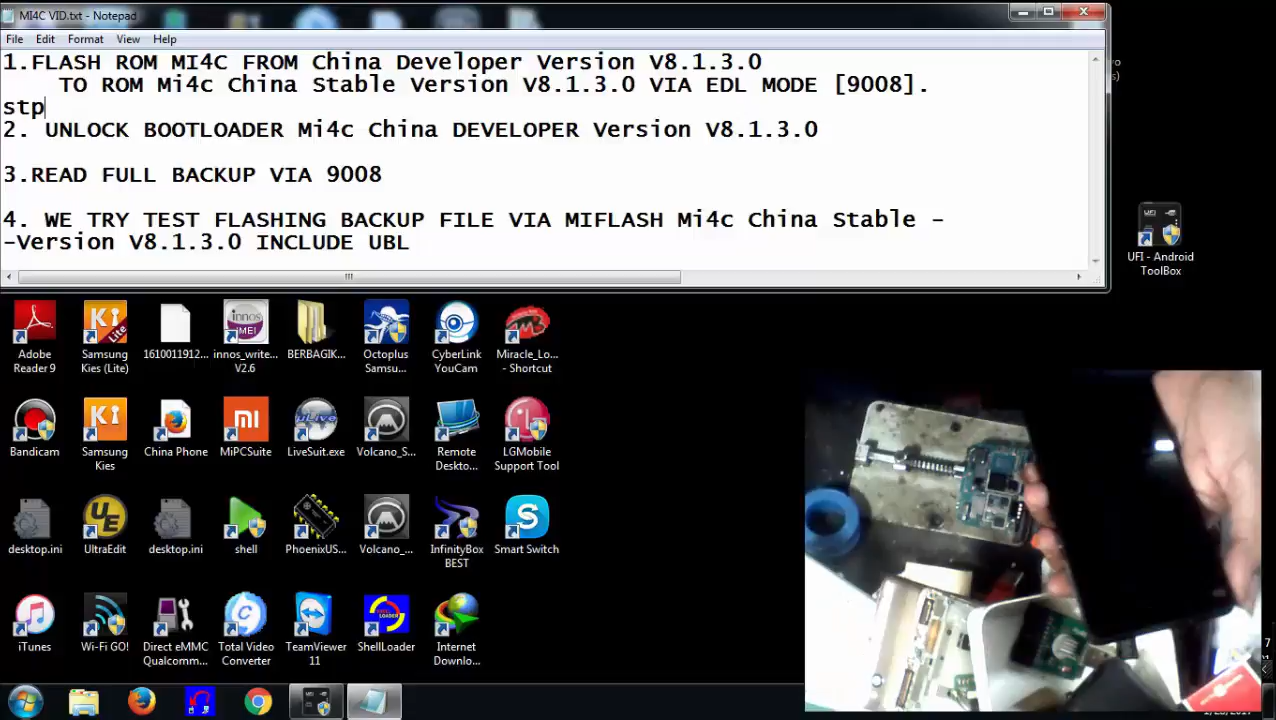 MI4C VID.txt - Notepad
File Edit Format View Help
1.FLASH ROM MI4C FROM China Developer Version V8.1.3.0
TO ROM Mi4c China Stable Version V8.1.3.0 VIA EDL MODE [9008].
stp
2. UNLOCK BOOTLOADER Mi4c China DEVELOPER Version V8.1.3.0
3.READ FULL BACKUP VIA 9008
4. WE TRY TEST FLASHING BACKUP FILE VIA MIFLASH Mi4c China Stable -
-Version V8.1.3.0 INCLUDE UBL
UFI
UFI - Android
ToolBox
Adobe
Reader 9
Samsung
Kies (Lite)
1610011912...
innos_write...
V2.6
BERBAGIK...
Octoplus
Samsu...
CyberLink
YouCam
Miracle_Lo...
- Shortcut
Bandicam
Samsung
Kies
China Phone
MiPCSuite
LiveSuit.exe
Volcano_S...
Remote
Deskto...
LGMobile
Support Tool
desktop.ini
UltraEdit
desktop.ini
shell
PhoenixUS...
Volcano_...
InfinityBox
BEST
Smart Switch
iTunes
Wi-Fi GO!
Direct eMMC
Qualcomm...
Total Video
Converter
TeamViewer
11
ShellLoader
Internet
Downlo...